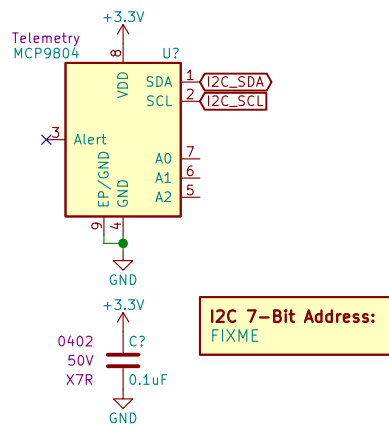 +3.3V
Telemetry
MCP9804 U?
8
VDD
SDA 1 I2C_SDA
SCL 2 I2C_SCL
3 Alert
A0 7
A1 6
A2 5
EP/GND
GND
9 4
GND
+3.3V
0402 C?
50V
X7R 0.1uF
GND
I2C 7-Bit Address:
FIXME